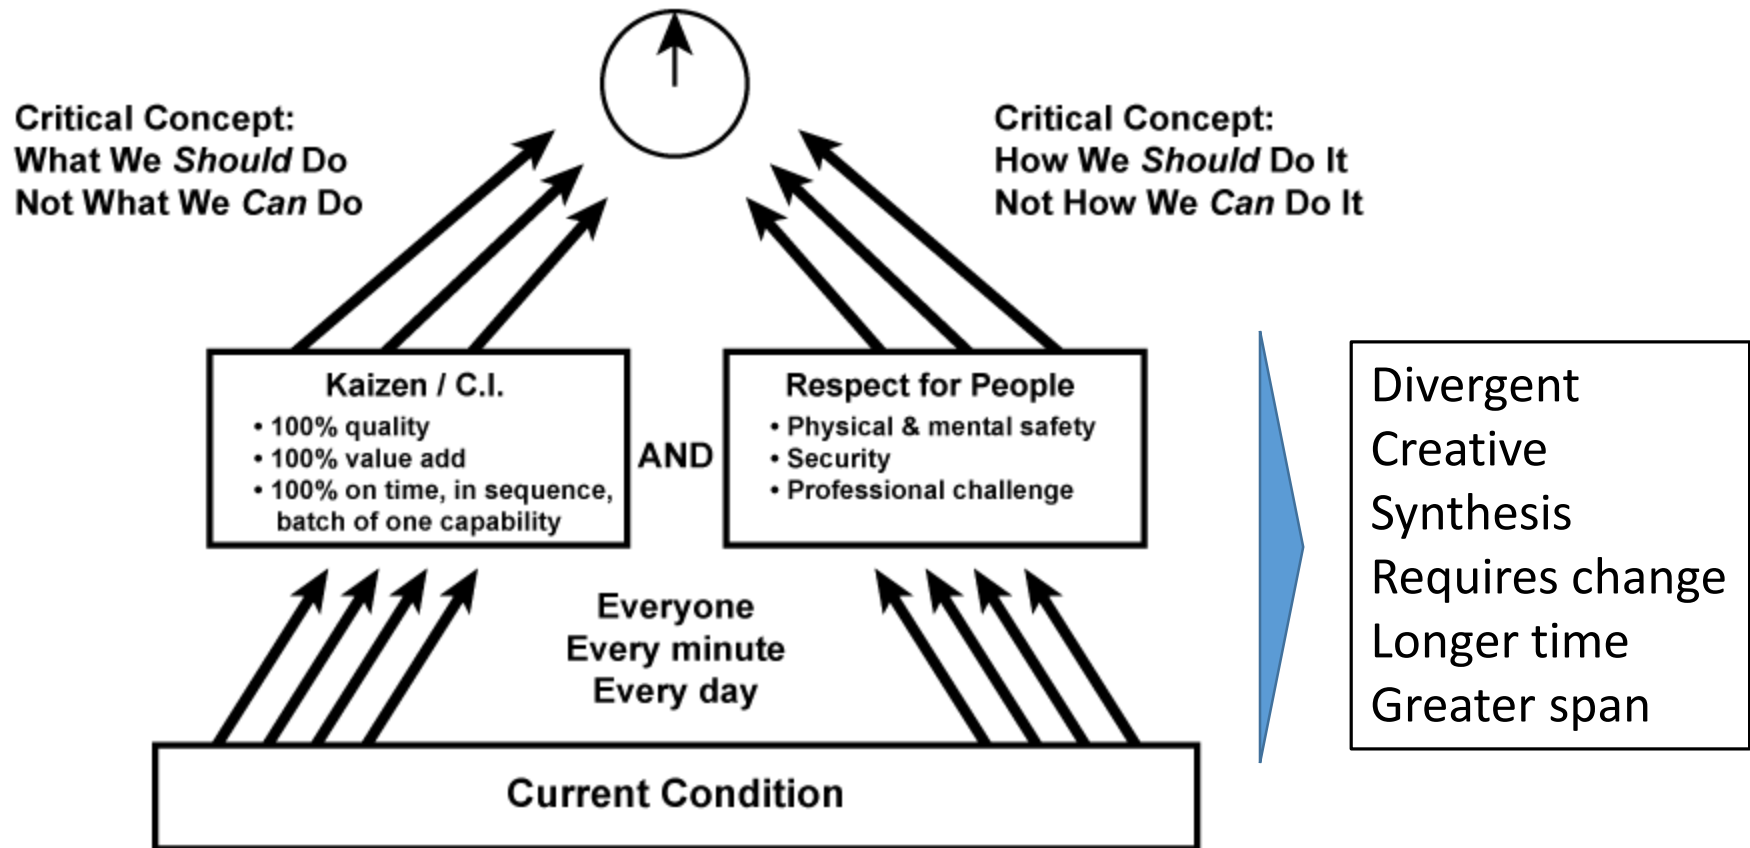 Critical Concept:
What We Should Do
Not What We Can Do
Critical Concept:
How We Should Do It
Not How We Can Do It
Kaizen / C.I.
• 100% quality
• 100% value add
• 100% on time, in sequence,
batch of one capability
AND
Respect for People
• Physical & mental safety
• Security
• Professional challenge
Everyone
Every minute
Every day
Current Condition
Divergent
Creative
Synthesis
Requires change
Longer time
Greater span